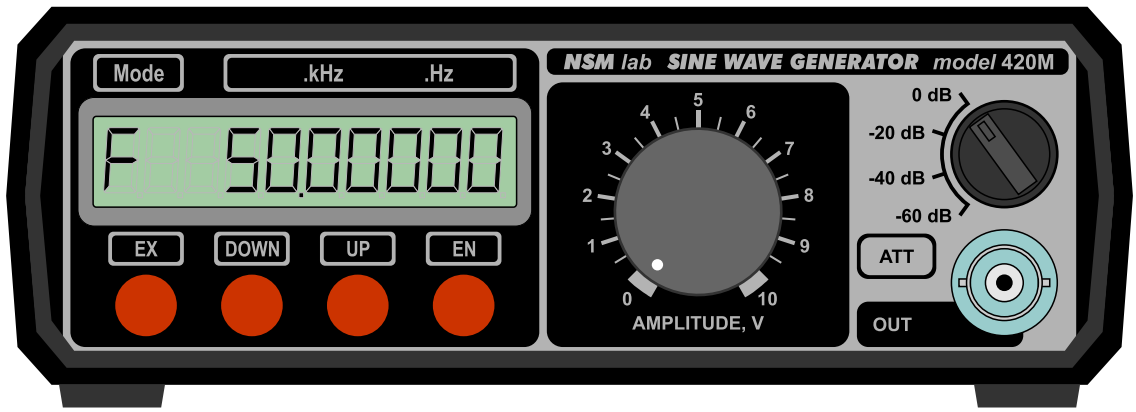 NSM lab SINE WAVE GENERATOR model 420M
Mode
.kHz .Hz
F 50.00000
EX DOWN UP EN
0 1 2 3 4 5 6 7 8 9 10
AMPLITUDE, V
0 dB
-20 dB
-40 dB
-60 dB
ATT
OUT